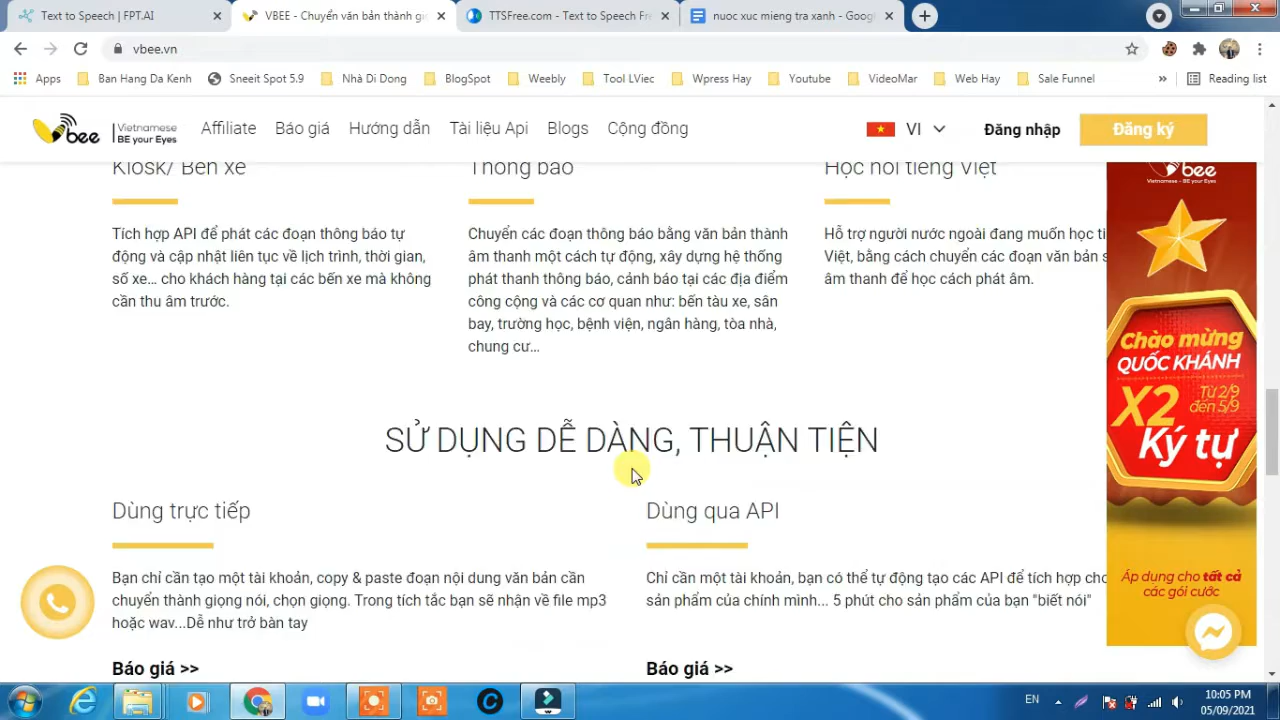 Text to Speech | FPT.AI
VBEE - Chuyển văn bản thành gi
TTSFree.com - Text to Speech Fre
nuoc xuc mieng tra xanh - Googl
vbee.vn
Apps
Ban Hang Da Kenh
Sneeit Spot 5.9
Nhà Di Dong
BlogSpot
Weebly
Tool LViec
Wpress Hay
Youtube
VideoMar
Web Hay
Sale Funnel
»
Reading list
bee
Vietnamese
BE your Eyes
Affiliate
Báo giá
Hướng dẫn
Tài liệu Api
Blogs
Cộng đồng
VI
Đăng nhập
Đăng ký
Kiosk/ Bến xe
Tích hợp API để phát các đoạn thông báo tự
động và cập nhật liên tục về lịch trình, thời gian,
số xe… cho khách hàng tại các bến xe mà không
cần thu âm trước.
Thông báo
Chuyển các đoạn thông báo bằng văn bản thành
âm thanh một cách tự động, xây dựng hệ thống
phát thanh thông báo, cảnh báo tại các địa điểm
công cộng và các cơ quan như: bến tàu xe, sân
bay, trường học, bệnh viện, ngân hàng, tòa nhà,
chung cư…
Học nói tiếng Việt
Hỗ trợ người nước ngoài đang muốn học ti
Việt, bằng cách chuyển các đoạn văn bản s
âm thanh để học cách phát âm.
bee
Vietnamese - BE your Eyes
Chào mừng
QUỐC KHÁNH
X2
Từ 2/9
đến 5/9
Ký tự
Áp dụng cho tất cả
các gói cước
SỬ DỤNG DỄ DÀNG, THUẬN TIỆN
Dùng trực tiếp
Bạn chỉ cần tạo một tài khoản, copy & paste đoạn nội dung văn bản cần
chuyển thành giọng nói, chọn giọng. Trong tích tắc bạn sẽ nhận về file mp3
hoặc wav...Dễ như trở bàn tay
Báo giá >>
Dùng qua API
Chỉ cần một tài khoản, bạn có thể tự động tạo các API để tích hợp cho
sản phẩm của chính mình... 5 phút cho sản phẩm của bạn "biết nói"
Báo giá >>
EN
10:05 PM
05/09/2021